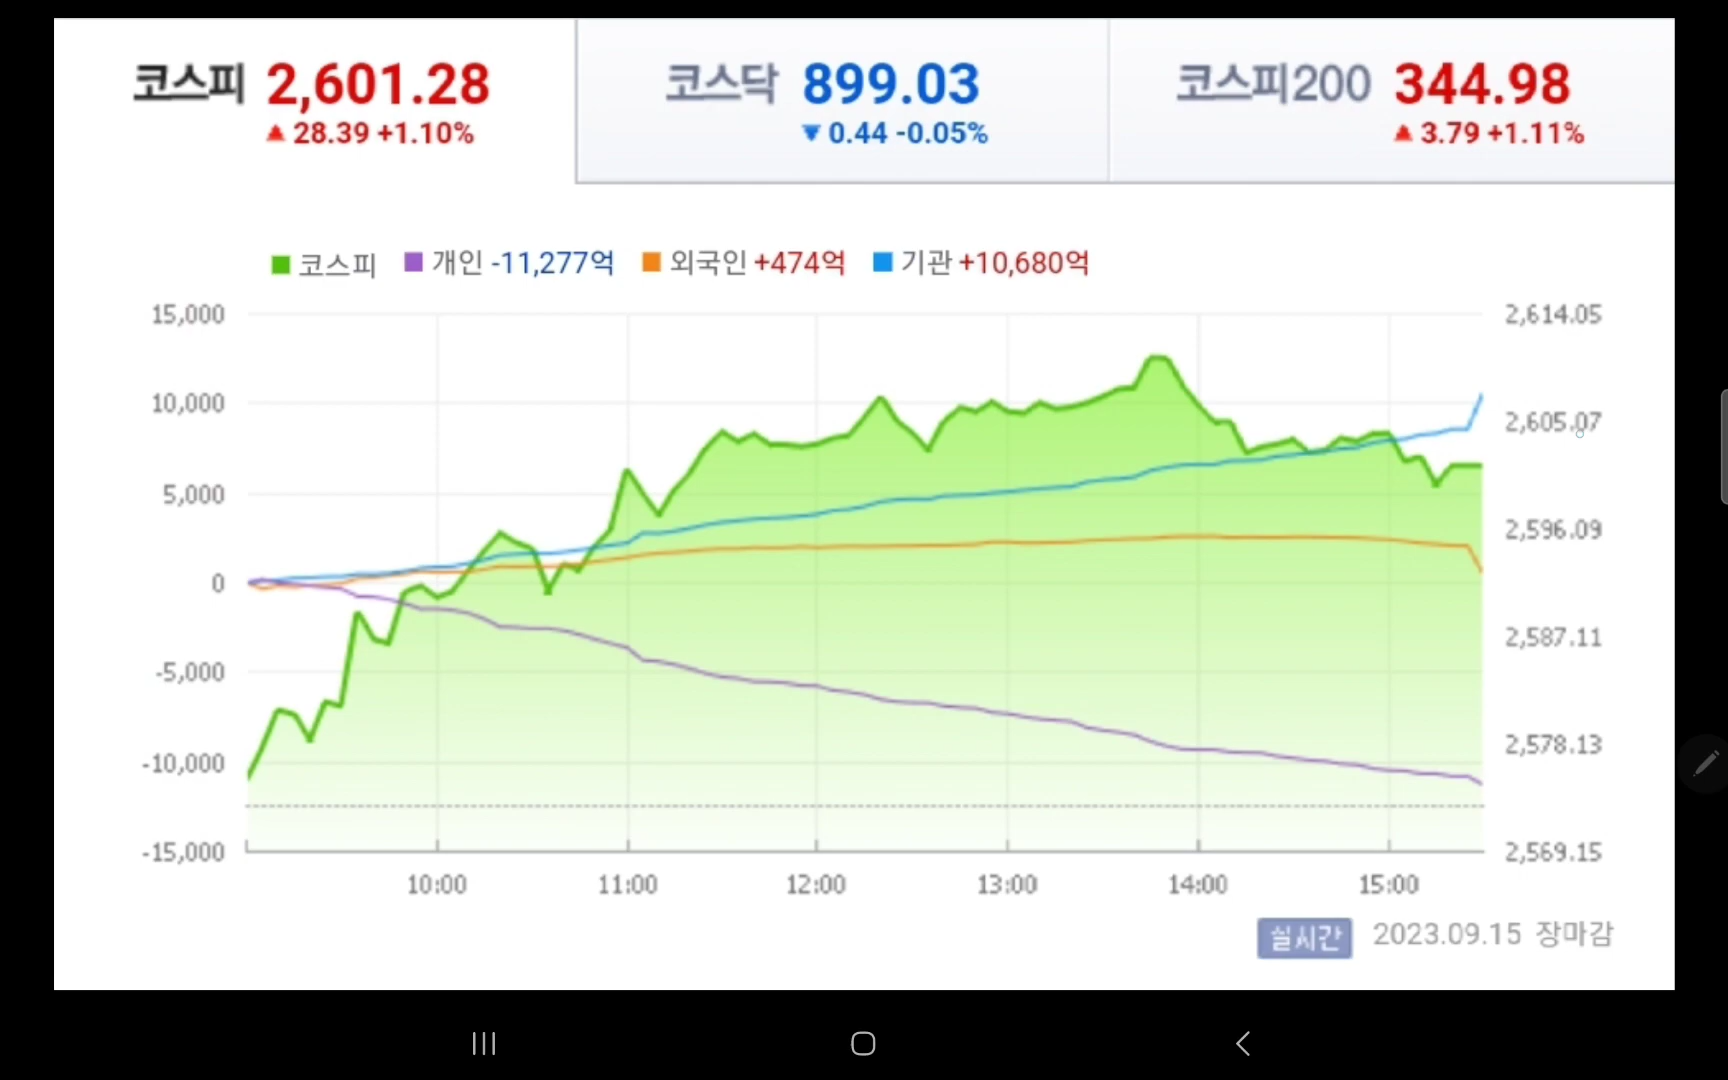 코스피 2,601.28
▲ 28.39 +1.10%
코스닥 899.03
▼ 0.44 -0.05%
코스피200 344.98
▲ 3.79 +1.11%
코스피 개인 -11,277억 외국인 +474억 기관 +10,680억
15,000 2,614.05
10,000 2,605.07
5,000 2,596.09
0 2,587.11
-5,000 2,578.13
-10,000
-15,000 2,569.15
10:00 11:00 12:00 13:00 14:00 15:00
실시간 2023.09.15 장마감